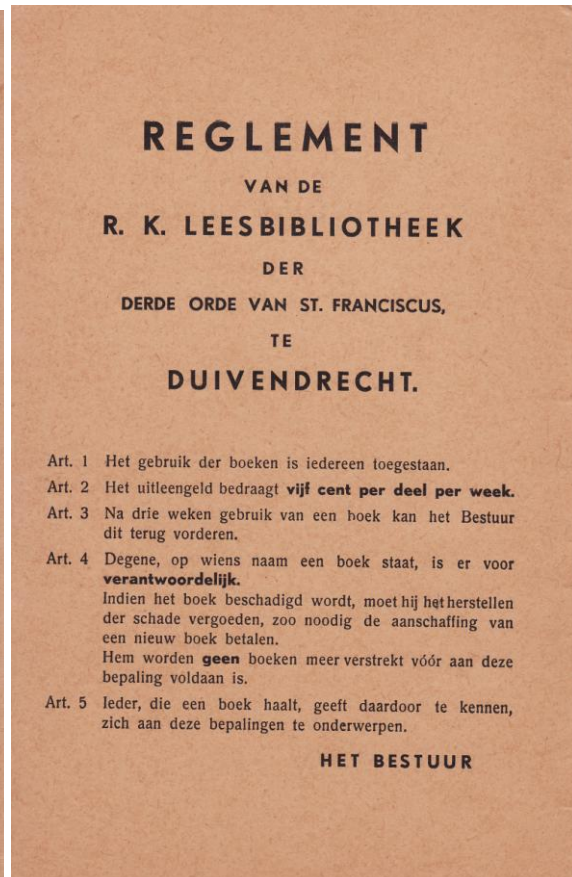 REGLEMENT
VAN DE
R. K. LEESBIBLIOTHEEK
DER
DERDE ORDE VAN ST. FRANCISCUS,
TE
DUIVENDRECHT.
Art. 1 Het gebruik der boeken is iedereen toegestaan.
Art. 2 Het uitleengeld bedraagt vijf cent per deel per week.
Art. 3 Na drie weken gebruik van een boek kan het Bestuur
dit terug vorderen.
Art. 4 Degene, op wiens naam een boek staat, is er voor
verantwoordelijk.
Indien het boek beschadigd wordt, moet hij het herstellen
der schade vergoeden, zoo noodig de aanschaffing van
een nieuw boek betalen.
Hem worden geen boeken meer verstrekt vóór aan deze
bepaling voldaan is.
Art. 5 Ieder, die een boek haalt, geeft daardoor te kennen,
zich aan deze bepalingen te onderwerpen.
HET BESTUUR